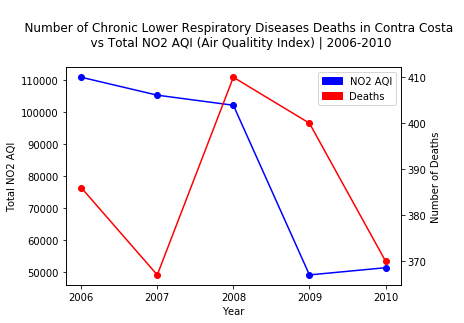 Number of Chronic Lower Respiratory Diseases Deaths in Contra Costa
vs Total NO2 AQI (Air Qualitity Index) | 2006-2010
110000
100000
90000
80000
70000
60000
50000
Total NO2 AQI
NO2 AQI
Deaths
410
400
390
380
370
Number of Deaths
2006
2007
2008
2009
2010
Year